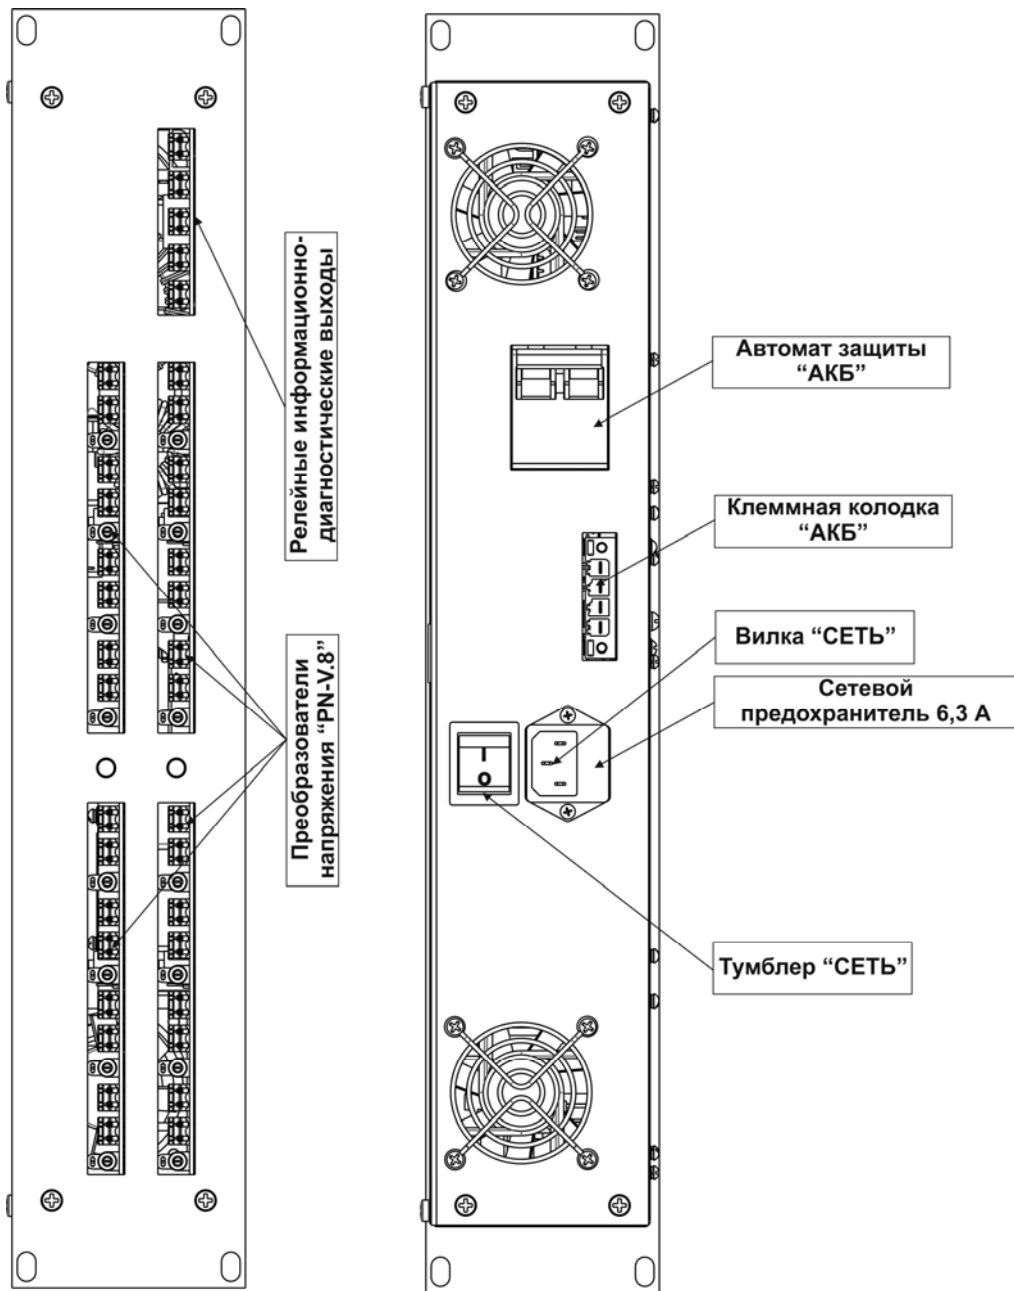 Релейные информационно-
диагностические выходы
Преобразователи
напряжения “PN-V.8”
Автомат защиты
“АКБ”
Клеммная колодка
“АКБ”
Вилка “СЕТЬ”
Сетевой
предохранитель 6,3 А
Тумблер “СЕТЬ”